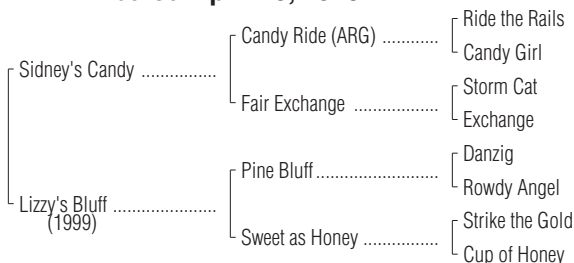 Ride the Rails
Candy Ride (ARG) ............
Candy Girl
Sidney's Candy ................
Storm Cat
Fair Exchange ..................
Exchange
Danzig
Pine Bluff ..........................
Rowdy Angel
Lizzy's Bluff ......................
(1999)
Strike the Gold
Sweet as Honey ................
Cup of Honey